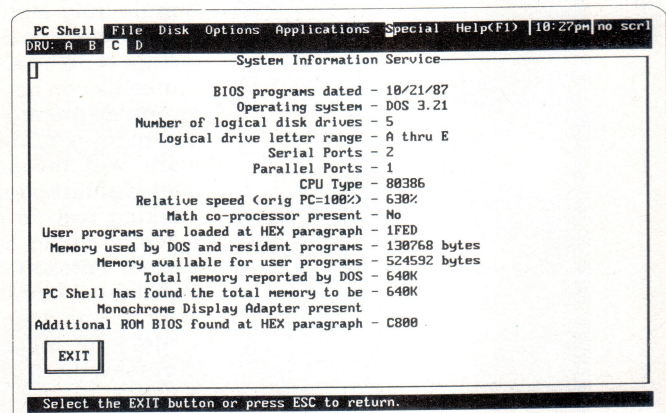 PC Shell File Disk Options Applications Special Help(F1) |10:27pm|no scrl
DRV: A B C D
System Information Service
BIOS programs dated - 10/21/87
Operating system - DOS 3.21
Number of logical disk drives - 5
Logical drive letter range - A thru E
Serial Ports - 2
Parallel Ports - 1
CPU Type - 80386
Relative speed (orig PC=100%) - 630%
Math co-processor present - No
User programs are loaded at HEX paragraph - 1FED
Memory used by DOS and resident programs - 130768 bytes
Memory available for user programs - 524592 bytes
Total memory reported by DOS - 640K
PC Shell has found the total memory to be - 640K
Monochrome Display Adapter present
Additional ROM BIOS found at HEX paragraph - C800
EXIT
Select the EXIT button or press ESC to return.